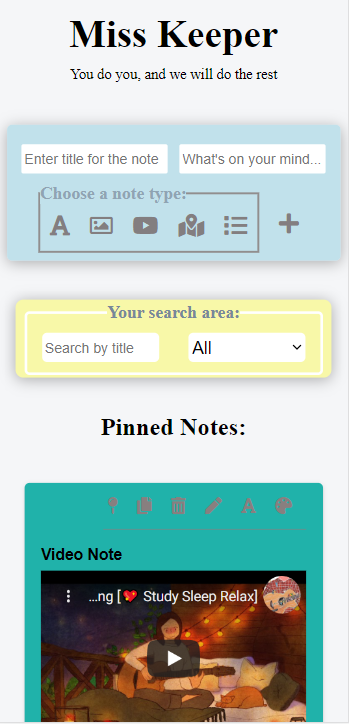 Miss Keeper
You do you, and we will do the rest
Enter title for the note
What's on your mind...
Choose a note type:
Your search area:
Search by title
All
Pinned Notes:
Video Note
...ng [💖 Study Sleep Relax]